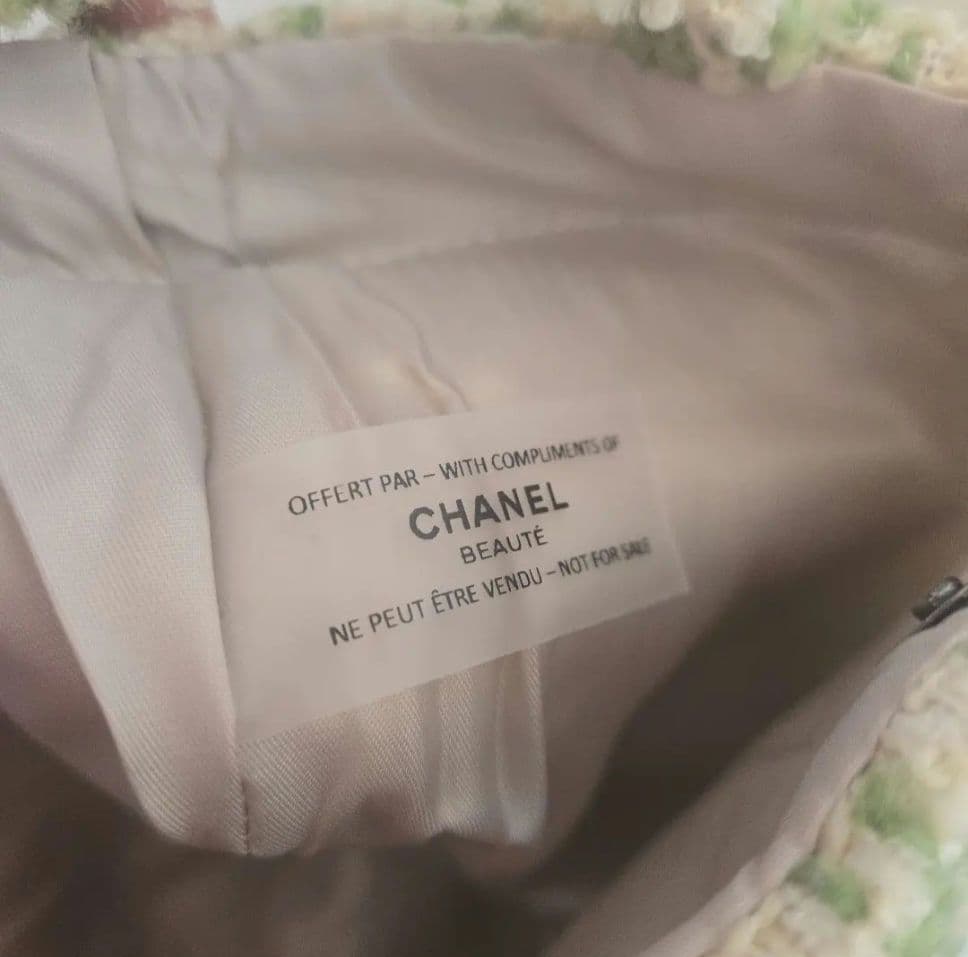 OFFERT PAR – WITH COMPLIMENTS OF
CHANEL
BEAUTÉ
NE PEUT ÊTRE VENDU – NOT FOR SALE